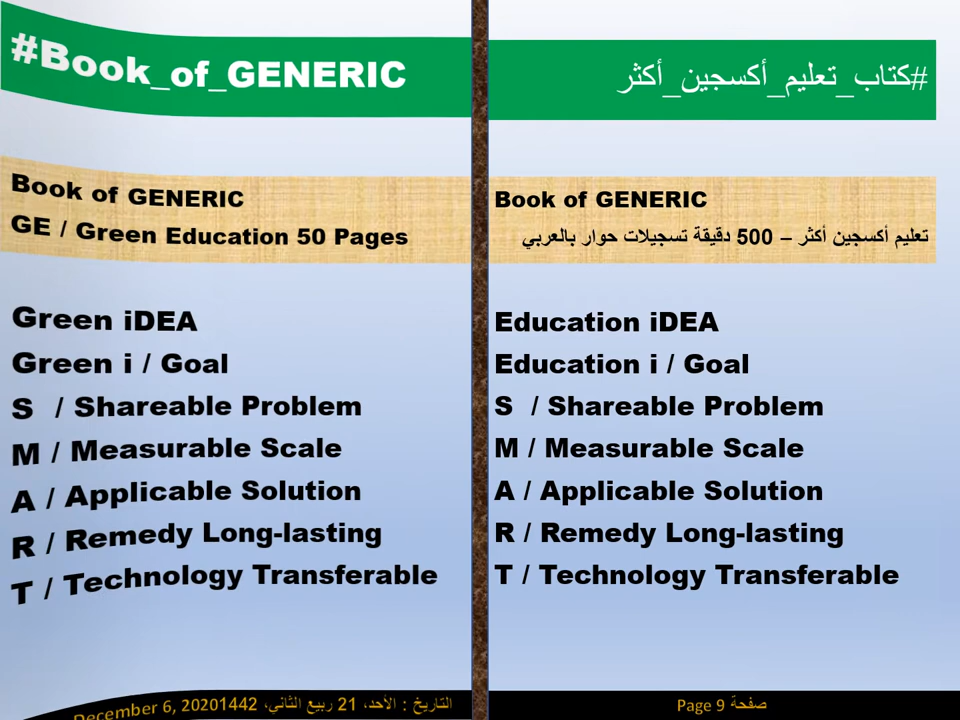 #Book_of_GENERIC
Book of GENERIC
GE / Green Education 50 Pages
Green iDEA
Green i / Goal
S / Shareable Problem
M / Measurable Scale
A / Applicable Solution
R / Remedy Long-lasting
T / Technology Transferable
التاريخ : الأحد، 21 ربيع الثاني، 1442 December 6, 2020
#كتاب_تعليم_أكسجين_أكثر
Book of GENERIC
تعليم أكسجين أكثر – 500 دقيقة تسجيلات حوار بالعربي
Education iDEA
Education i / Goal
S / Shareable Problem
M / Measurable Scale
A / Applicable Solution
R / Remedy Long-lasting
T / Technology Transferable
صفحة Page 9